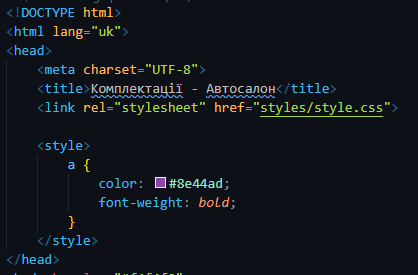 <!DOCTYPE html>
<html lang="uk">
<head>
    <meta charset="UTF-8">
    <title>Комплектації - Автосалон</title>
    <link rel="stylesheet" href="styles/style.css">

    <style>
        a {
            color: #8e44ad;
            font-weight: bold;
        }
    </style>
</head>